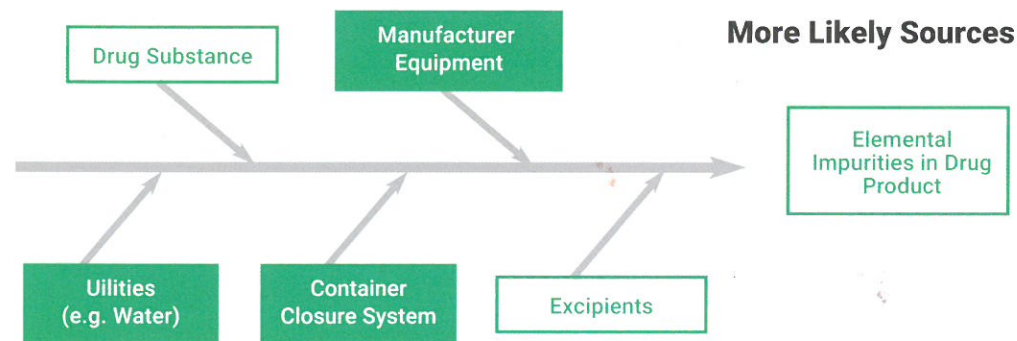 More Likely Sources
Drug Substance
Manufacturer
Equipment
Elemental
Impurities in Drug
Product
Uilities
(e.g. Water)
Container
Closure System
Excipients